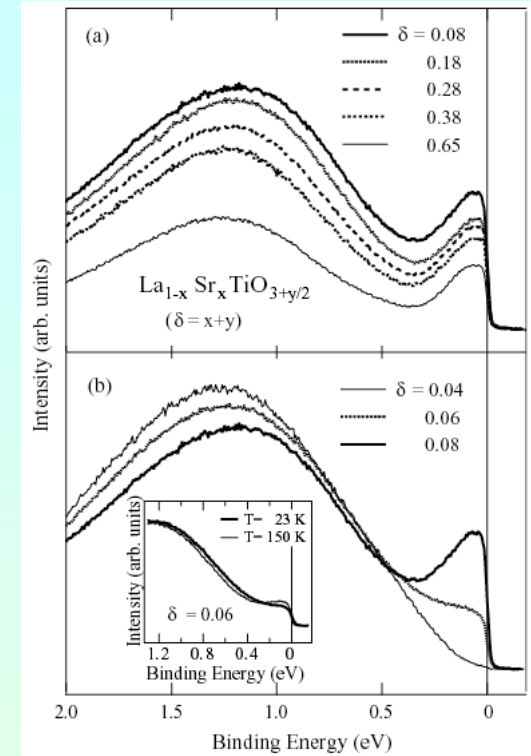 (a)
δ = 0.08
0.18
0.28
0.38
0.65
La1-x SrxTiO3+y/2
(δ = x+y)
Intensity (arb. units)
(b)
δ = 0.04
0.06
0.08
Intensity (arb. units)
T= 23 K
T= 150 K
δ = 0.06
1.2 0.8 0.4 0
Binding Energy (eV)
2.0 1.5 1.0 0.5 0
Binding Energy (eV)